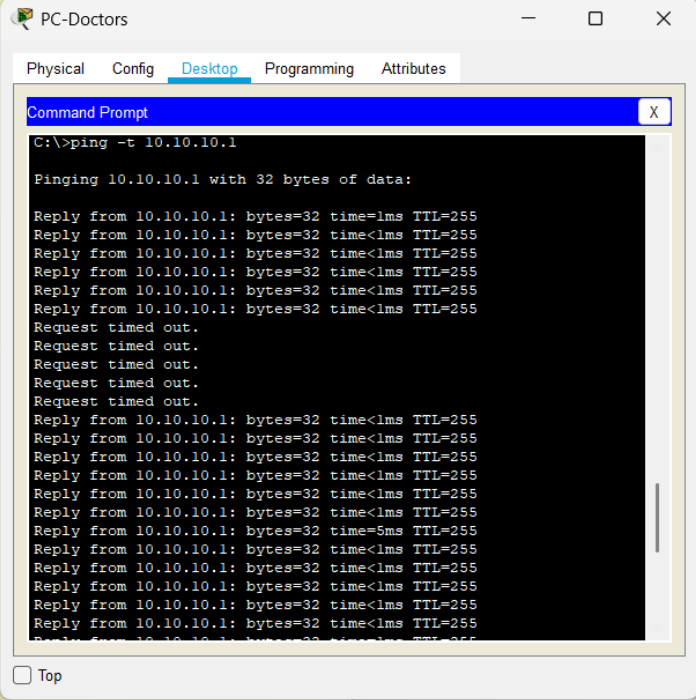 PC-Doctors
Physical Config Desktop Programming Attributes
Command Prompt X
C:\>ping -t 10.10.10.1
Pinging 10.10.10.1 with 32 bytes of data:
Reply from 10.10.10.1: bytes=32 time=1ms TTL=255
Reply from 10.10.10.1: bytes=32 time<1ms TTL=255
Reply from 10.10.10.1: bytes=32 time<1ms TTL=255
Reply from 10.10.10.1: bytes=32 time<1ms TTL=255
Reply from 10.10.10.1: bytes=32 time<1ms TTL=255
Reply from 10.10.10.1: bytes=32 time<1ms TTL=255
Request timed out.
Request timed out.
Request timed out.
Request timed out.
Request timed out.
Reply from 10.10.10.1: bytes=32 time<1ms TTL=255
Reply from 10.10.10.1: bytes=32 time<1ms TTL=255
Reply from 10.10.10.1: bytes=32 time<1ms TTL=255
Reply from 10.10.10.1: bytes=32 time<1ms TTL=255
Reply from 10.10.10.1: bytes=32 time<1ms TTL=255
Reply from 10.10.10.1: bytes=32 time<1ms TTL=255
Reply from 10.10.10.1: bytes=32 time=5ms TTL=255
Reply from 10.10.10.1: bytes=32 time<1ms TTL=255
Reply from 10.10.10.1: bytes=32 time<1ms TTL=255
Reply from 10.10.10.1: bytes=32 time<1ms TTL=255
Reply from 10.10.10.1: bytes=32 time<1ms TTL=255
Reply from 10.10.10.1: bytes=32 time<1ms TTL=255
Top